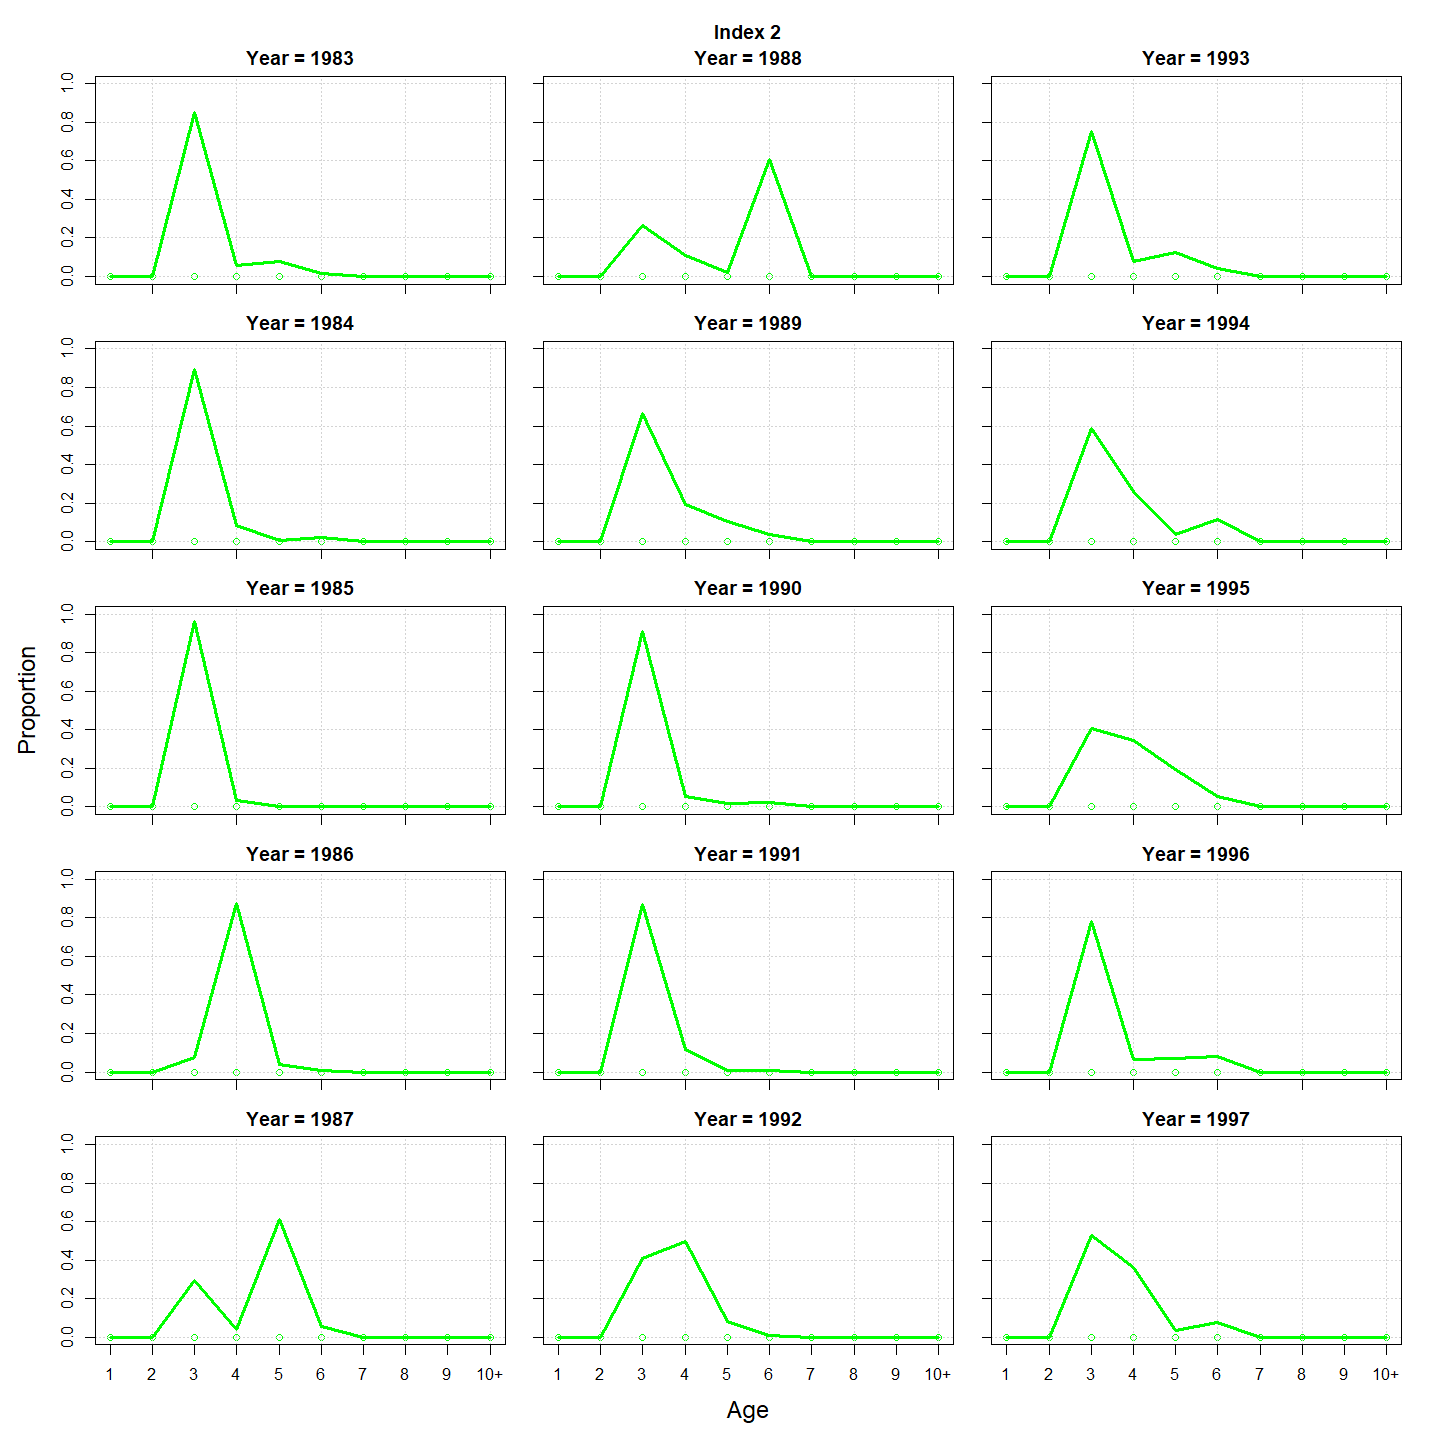 Index 2
Year = 1983
Year = 1988
Year = 1993
0.0 0.2 0.4 0.6 0.8 1.0
Year = 1984
Year = 1989
Year = 1994
0.0 0.2 0.4 0.6 0.8 1.0
Year = 1985
Year = 1990
Year = 1995
0.0 0.2 0.4 0.6 0.8 1.0
Proportion
Year = 1986
Year = 1991
Year = 1996
0.0 0.2 0.4 0.6 0.8 1.0
Year = 1987
Year = 1992
Year = 1997
0.0 0.2 0.4 0.6 0.8 1.0
1 2 3 4 5 6 7 8 9 10+
1 2 3 4 5 6 7 8 9 10+
1 2 3 4 5 6 7 8 9 10+
Age